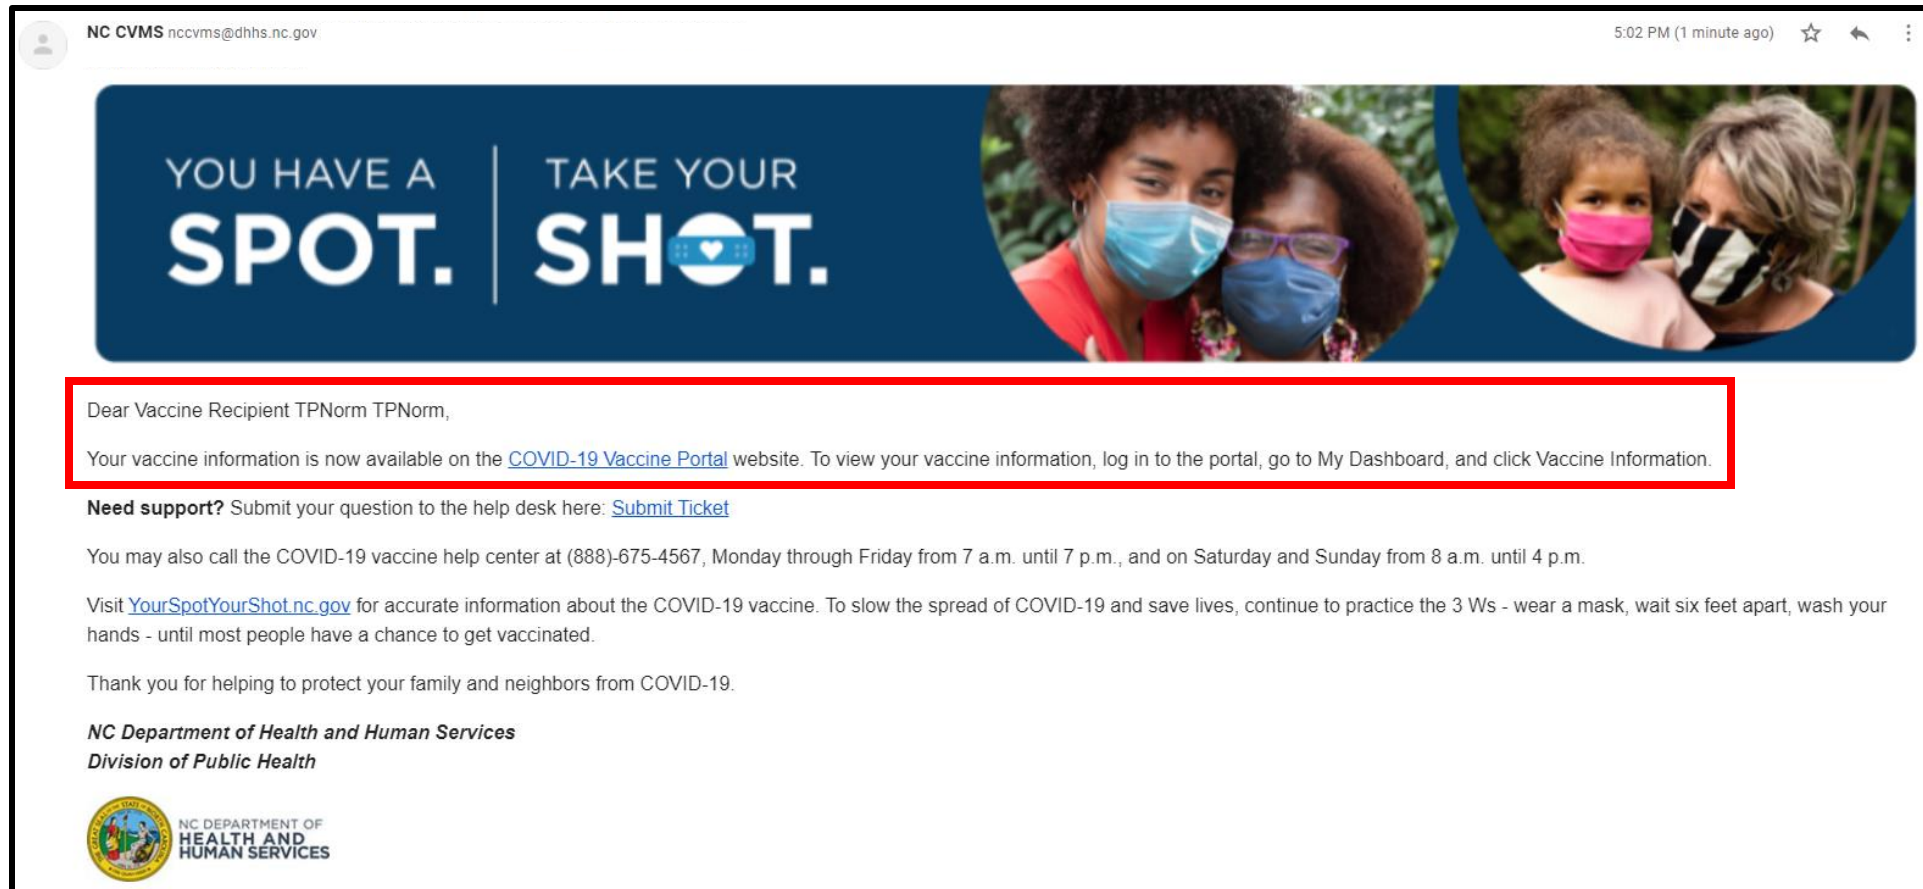 NC CVMS nccvms@dhhs.nc.gov
5:02 PM (1 minute ago)
YOU HAVE A
SPOT.
TAKE YOUR
SHOT.
Dear Vaccine Recipient TPNorm TPNorm,
Your vaccine information is now available on the COVID-19 Vaccine Portal website. To view your vaccine information, log in to the portal, go to My Dashboard, and click Vaccine Information.
Need support? Submit your question to the help desk here: Submit Ticket
You may also call the COVID-19 vaccine help center at (888)-675-4567, Monday through Friday from 7 a.m. until 7 p.m., and on Saturday and Sunday from 8 a.m. until 4 p.m.
Visit YourSpotYourShot.nc.gov for accurate information about the COVID-19 vaccine. To slow the spread of COVID-19 and save lives, continue to practice the 3 Ws - wear a mask, wait six feet apart, wash your
hands - until most people have a chance to get vaccinated.
Thank you for helping to protect your family and neighbors from COVID-19.
NC Department of Health and Human Services
Division of Public Health
NC DEPARTMENT OF
HEALTH AND
HUMAN SERVICES